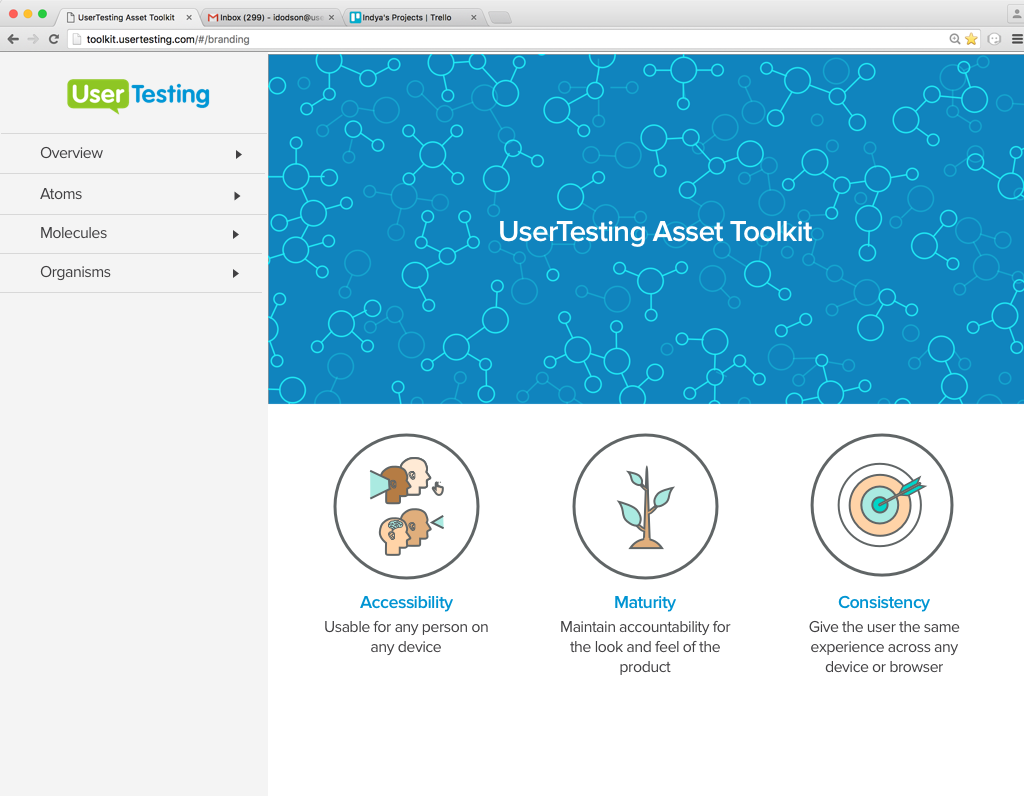 UserTesting Asset Toolkit
Inbox (299) - idodson@use
Indya's Projects | Trello
toolkit.usertesting.com/#/branding
User Testing
Overview
Atoms
Molecules
Organisms
UserTesting Asset Toolkit
Accessibility
Usable for any person on
any device
Maturity
Maintain accountability for
the look and feel of the
product
Consistency
Give the user the same
experience across any
device or browser